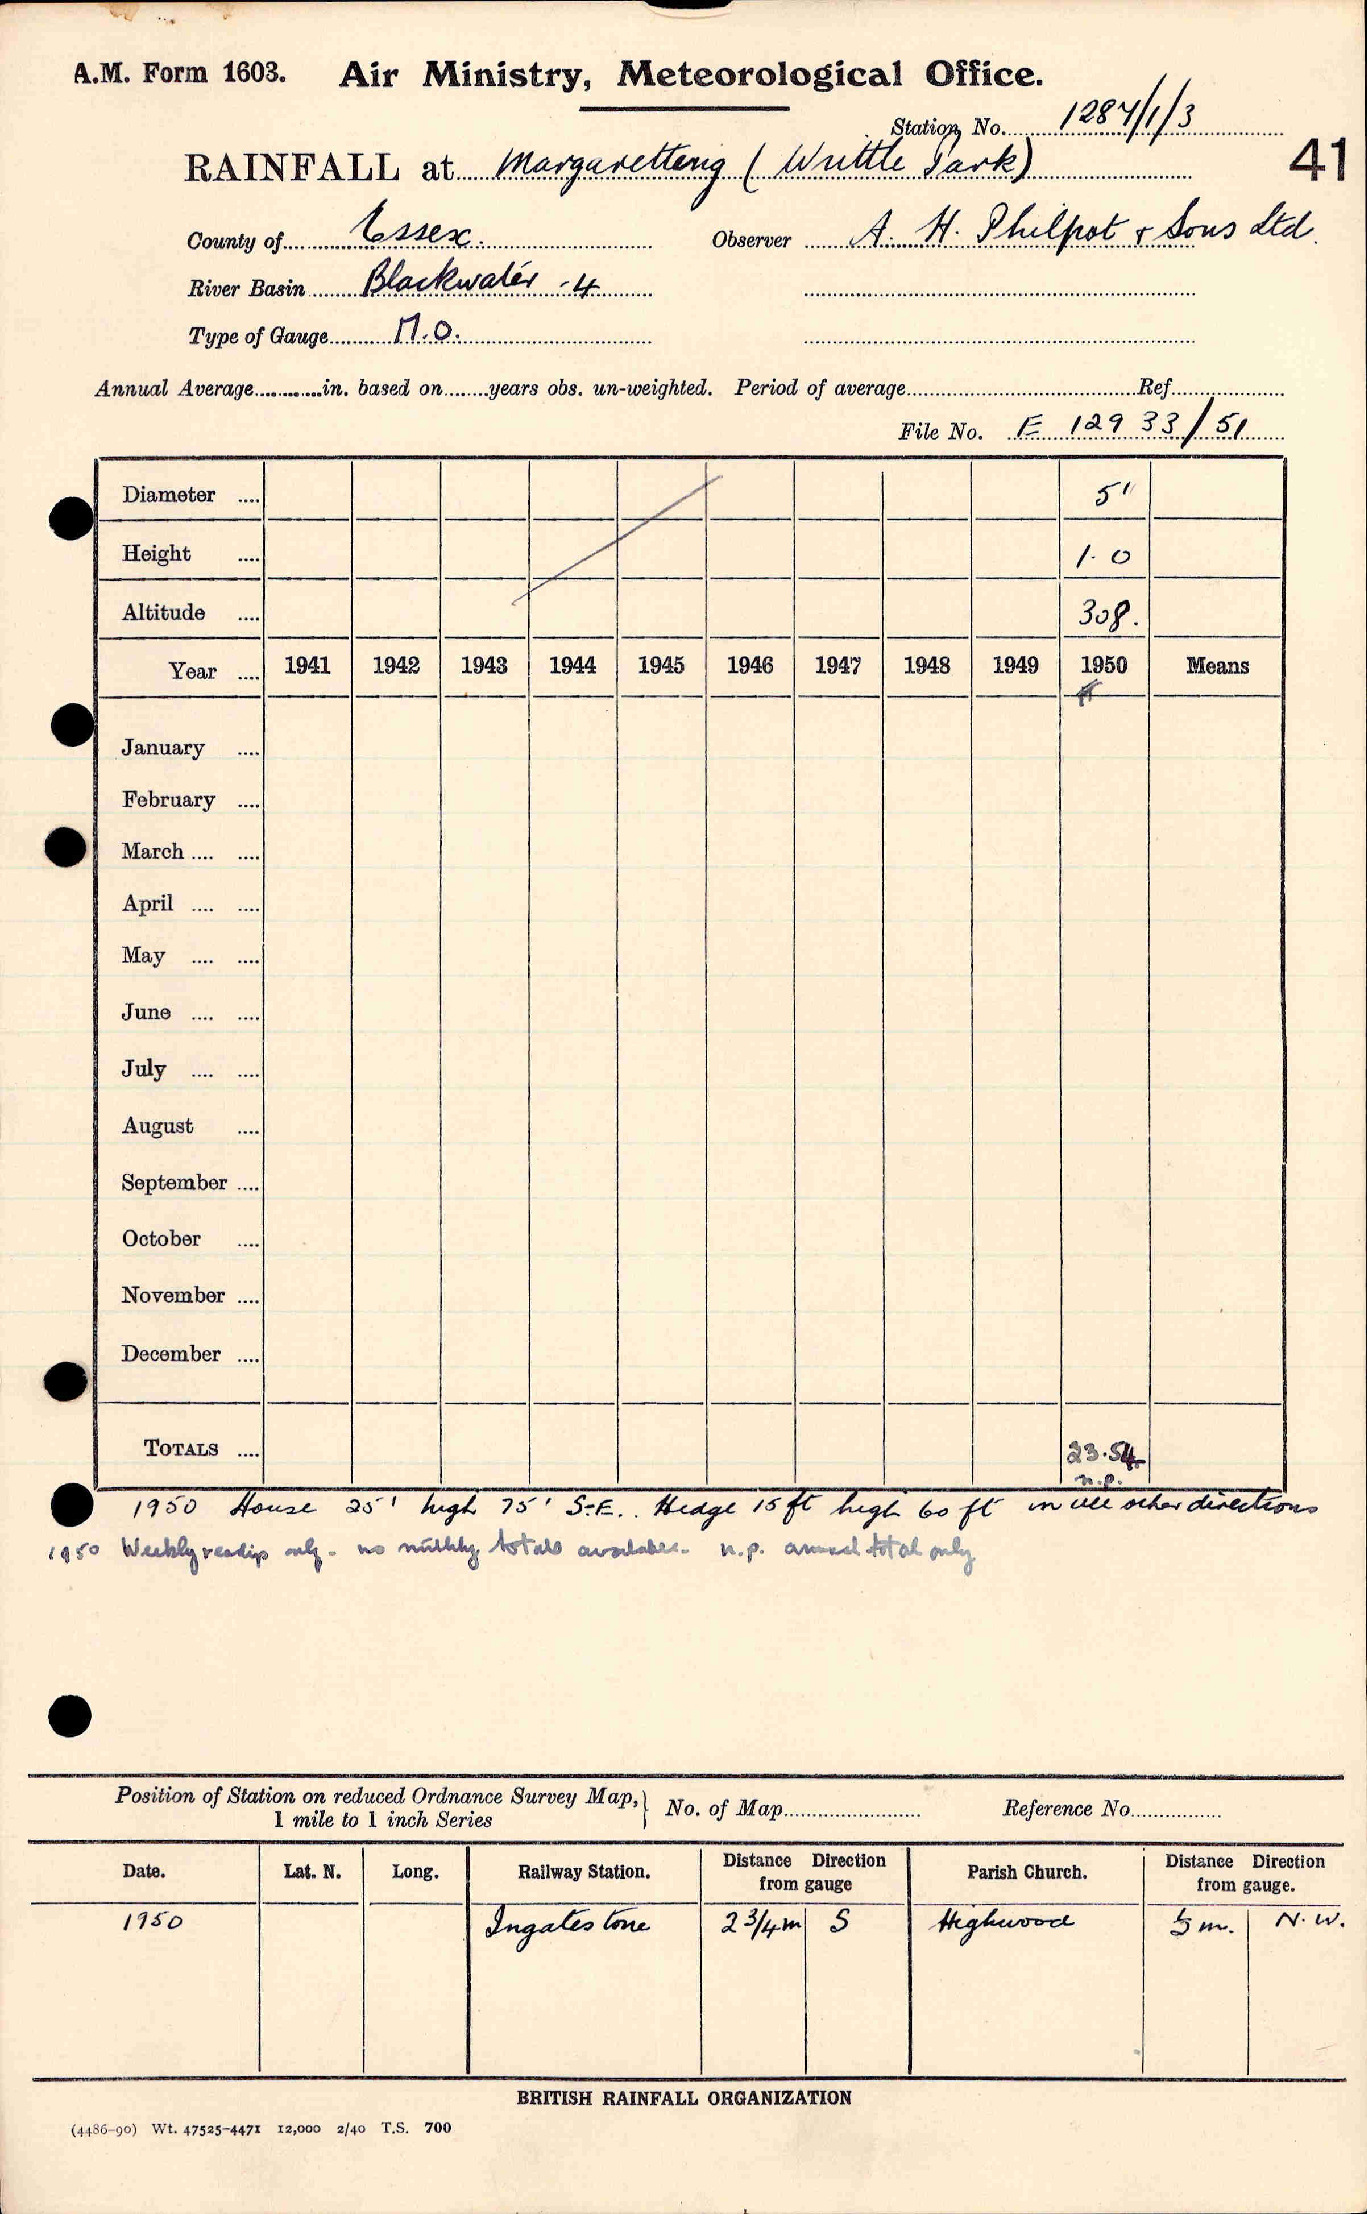 A.M. Form 1603. Air Ministry, Meteorological Office.
Station No. 1287/1/3
RAINFALL at Margaretting (Writtle Park) 41
County of Essex. Observer A. H. Philpot & Sons Ltd.
River Basin Blackwater - 4
Type of Gauge M.O.
Annual Average............in. based on........years obs. un-weighted. Period of average........Ref........
File No. E 12933/51
Diameter .... 5"
Height .... 1.0
Altitude .... 308.
Year .... 1941 1942 1943 1944 1945 1946 1947 1948 1949 1950 Means
January ....
February ....
March .... ....
April .... ....
May .... ....
June .... ....
July .... ....
August ....
September ....
October ....
November ....
December ....
TOTALS .... 23.54
n.p.
1950 House 25' high 75' S-E. Hedge 15 ft high 60 ft in all other directions
1950 Weekly readings only - no monthly totals available. n.p. annual total only
Position of Station on reduced Ordnance Survey Map, 1 mile to 1 inch Series } No. of Map........ Reference No........
Date. Lat. N. Long. Railway Station. Distance Direction from gauge Parish Church. Distance Direction from gauge.
1950 Ingatestone 2 3/4 m S Highwood m. N.W.
BRITISH RAINFALL ORGANIZATION
(4486-90) Wt. 47525-4471 12,000 2/40 T.S. 700